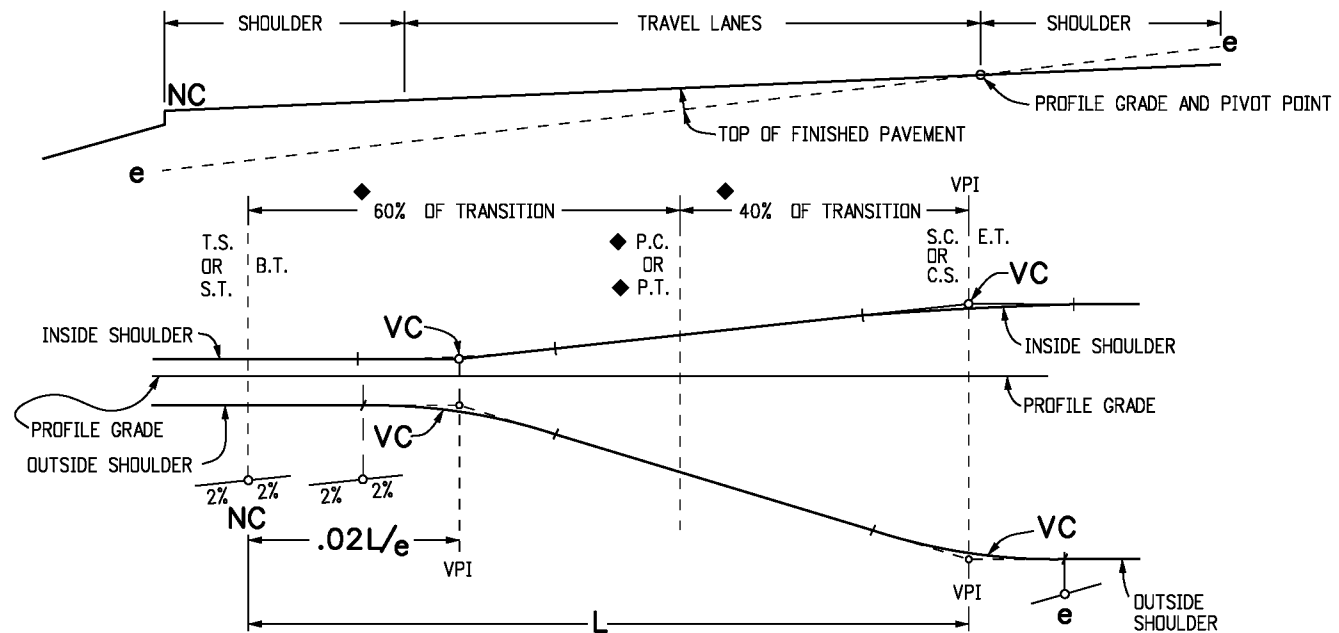 SHOULDER
TRAVEL LANES
SHOULDER
e
NC
PROFILE GRADE AND PIVOT POINT
TOP OF FINISHED PAVEMENT
e
VPI
60% OF TRANSITION
40% OF TRANSITION
T.S.
OR
S.T.
B.T.
P.C.
OR
P.T.
S.C.
OR
C.S.
E.T.
VC
VC
INSIDE SHOULDER
INSIDE SHOULDER
PROFILE GRADE
PROFILE GRADE
VC
OUTSIDE SHOULDER
2% 2%
2% 2%
NC
VC
.02L/e
VPI
VPI
e
OUTSIDE
SHOULDER
L